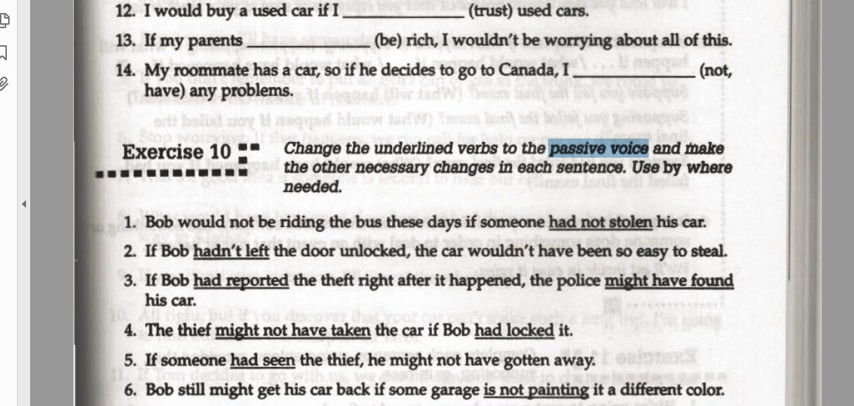 12. I would buy a used car if I ____________ (trust) used cars.
13. If my parents ____________ (be) rich, I wouldn't be worrying about all of this.
14. My roommate has a car, so if he decides to go to Canada, I ____________ (not,
have) any problems.
Exercise 10
Change the underlined verbs to the passive voice and make
the other necessary changes in each sentence. Use by where
needed.
1. Bob would not be riding the bus these days if someone had not stolen his car.
2. If Bob hadn't left the door unlocked, the car wouldn't have been so easy to steal.
3. If Bob had reported the theft right after it happened, the police might have found
his car.
4. The thief might not have taken the car if Bob had locked it.
5. If someone had seen the thief, he might not have gotten away.
6. Bob still might get his car back if some garage is not painting it a different color.